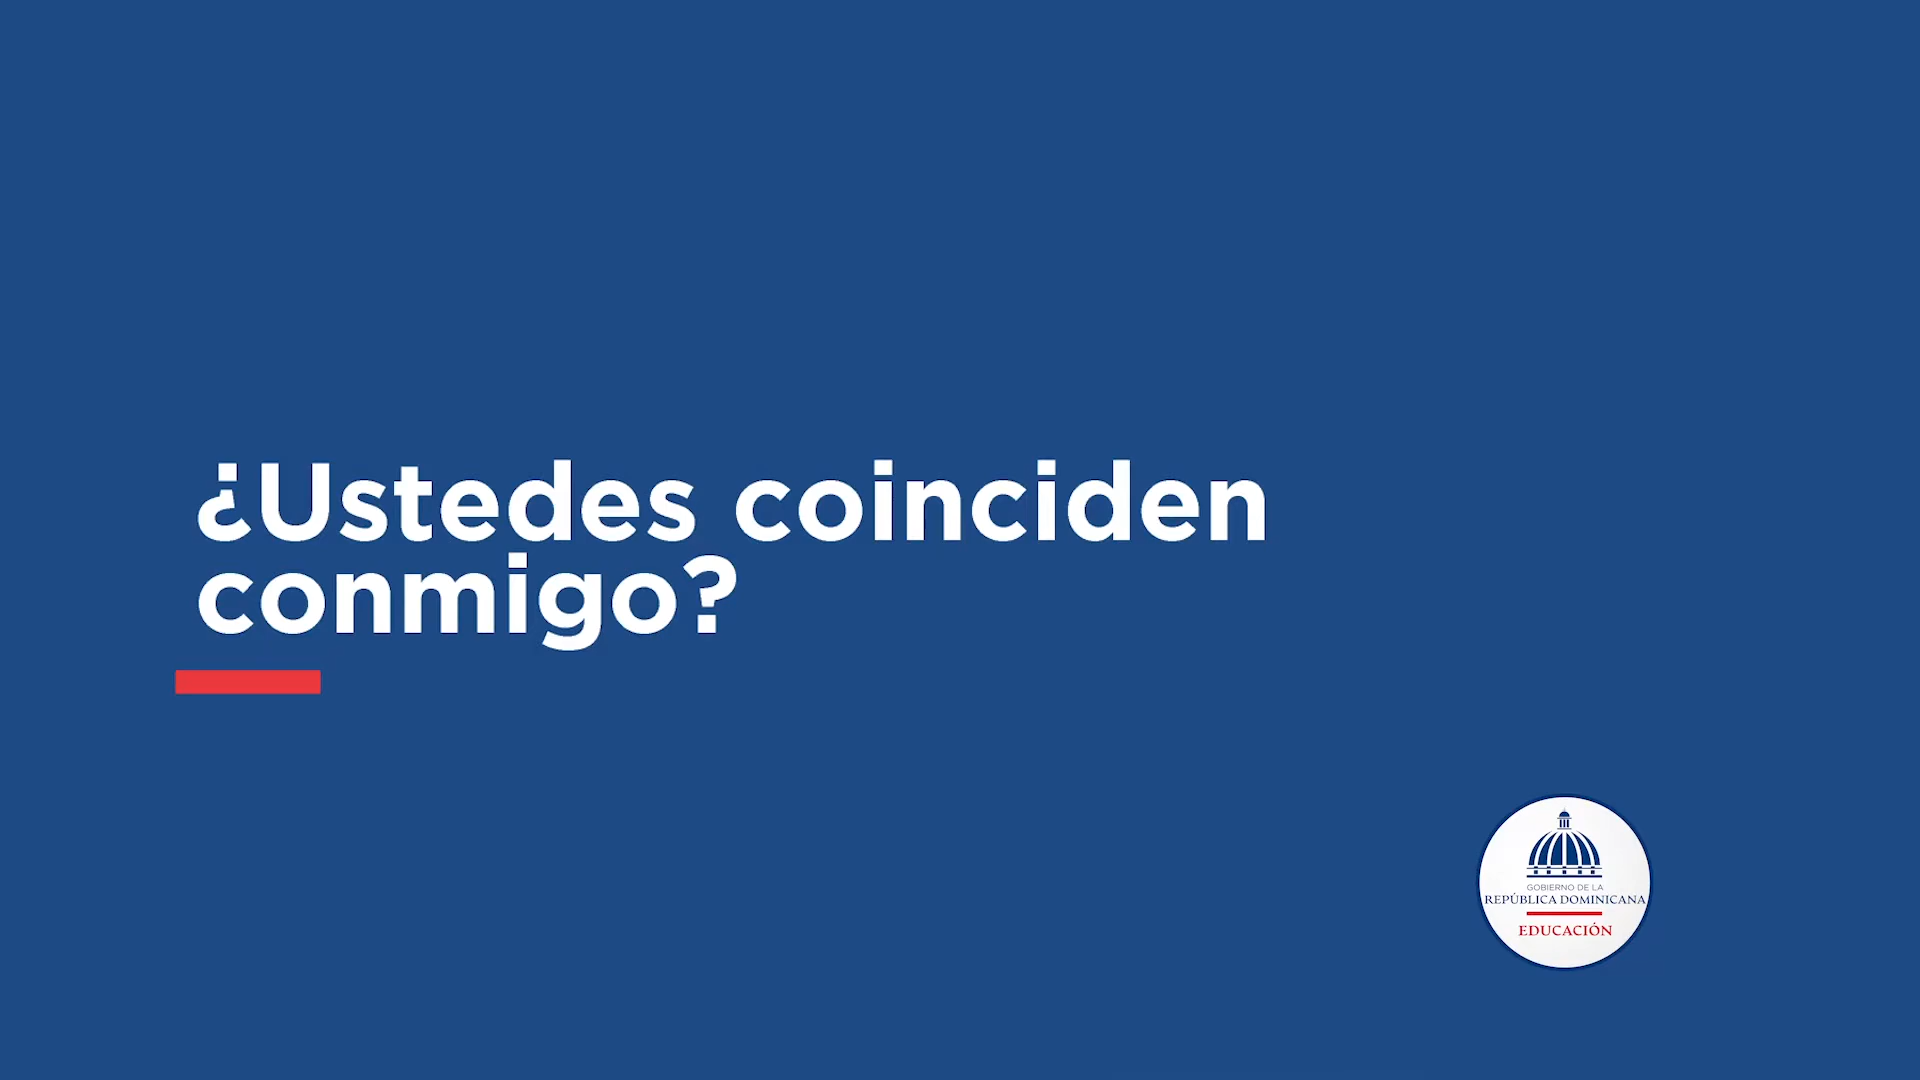 ¿Ustedes coinciden
conmigo?
GOBIERNO DE LA
REPÚBLICA DOMINICANA
EDUCACIÓN